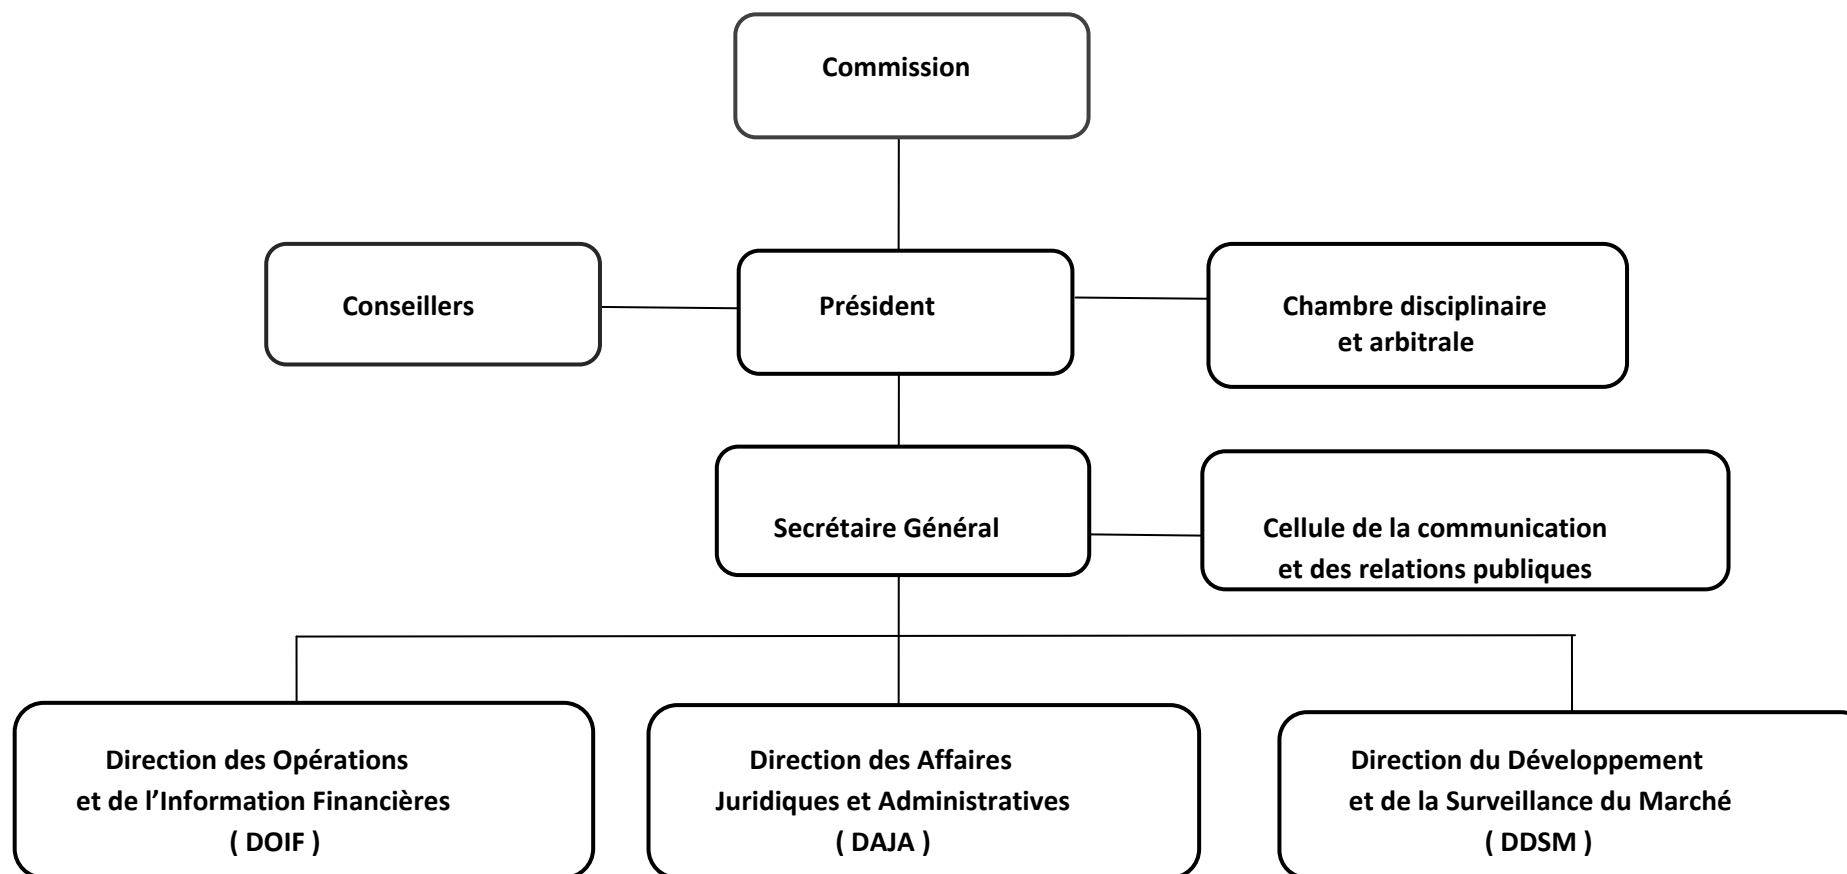 Commission
Conseillers
Président
Chambre disciplinaire
et arbitrale
Secrétaire Général
Cellule de la communication
et des relations publiques
Direction des Opérations
et de l’Information Financières
( DOIF )
Direction des Affaires
Juridiques et Administratives
( DAJA )
Direction du Développement
et de la Surveillance du Marché
( DDSM )